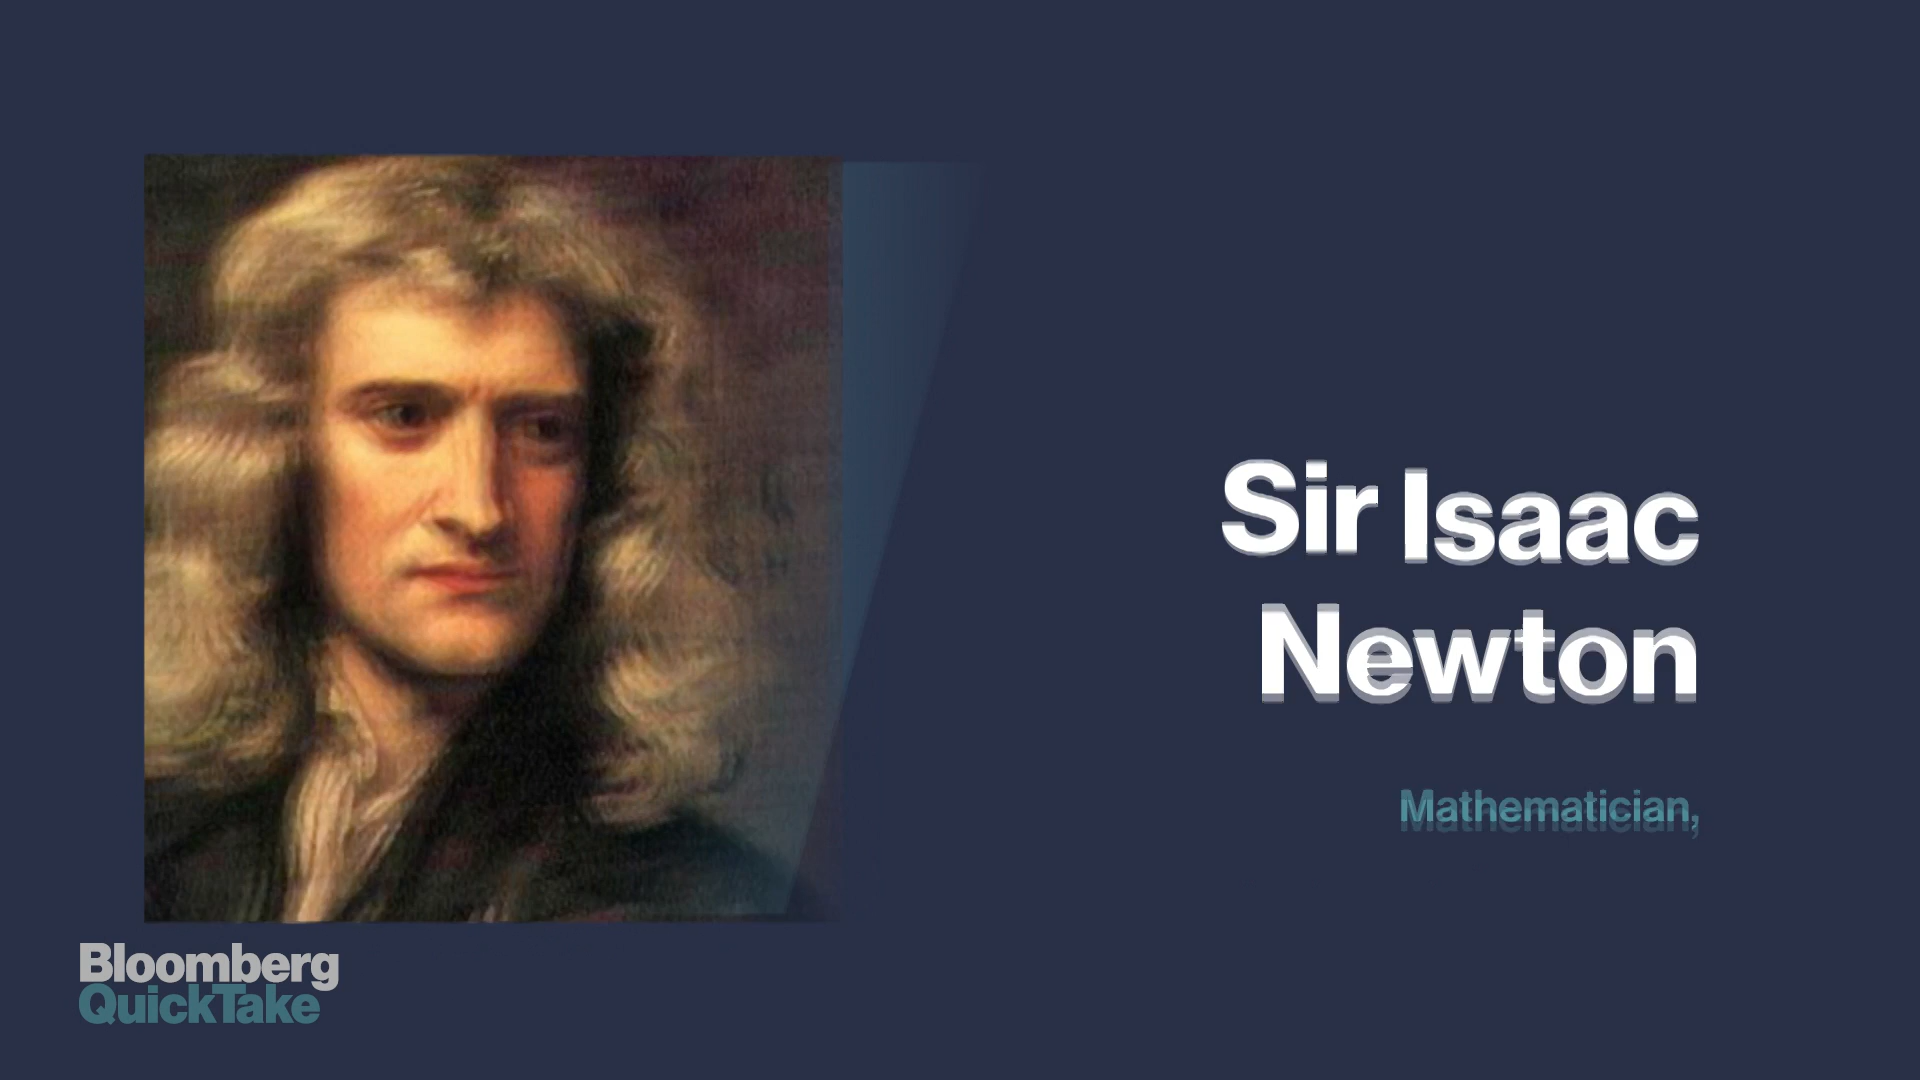 Sir Isaac
Newton
Mathematician,
Bloomberg
QuickTake